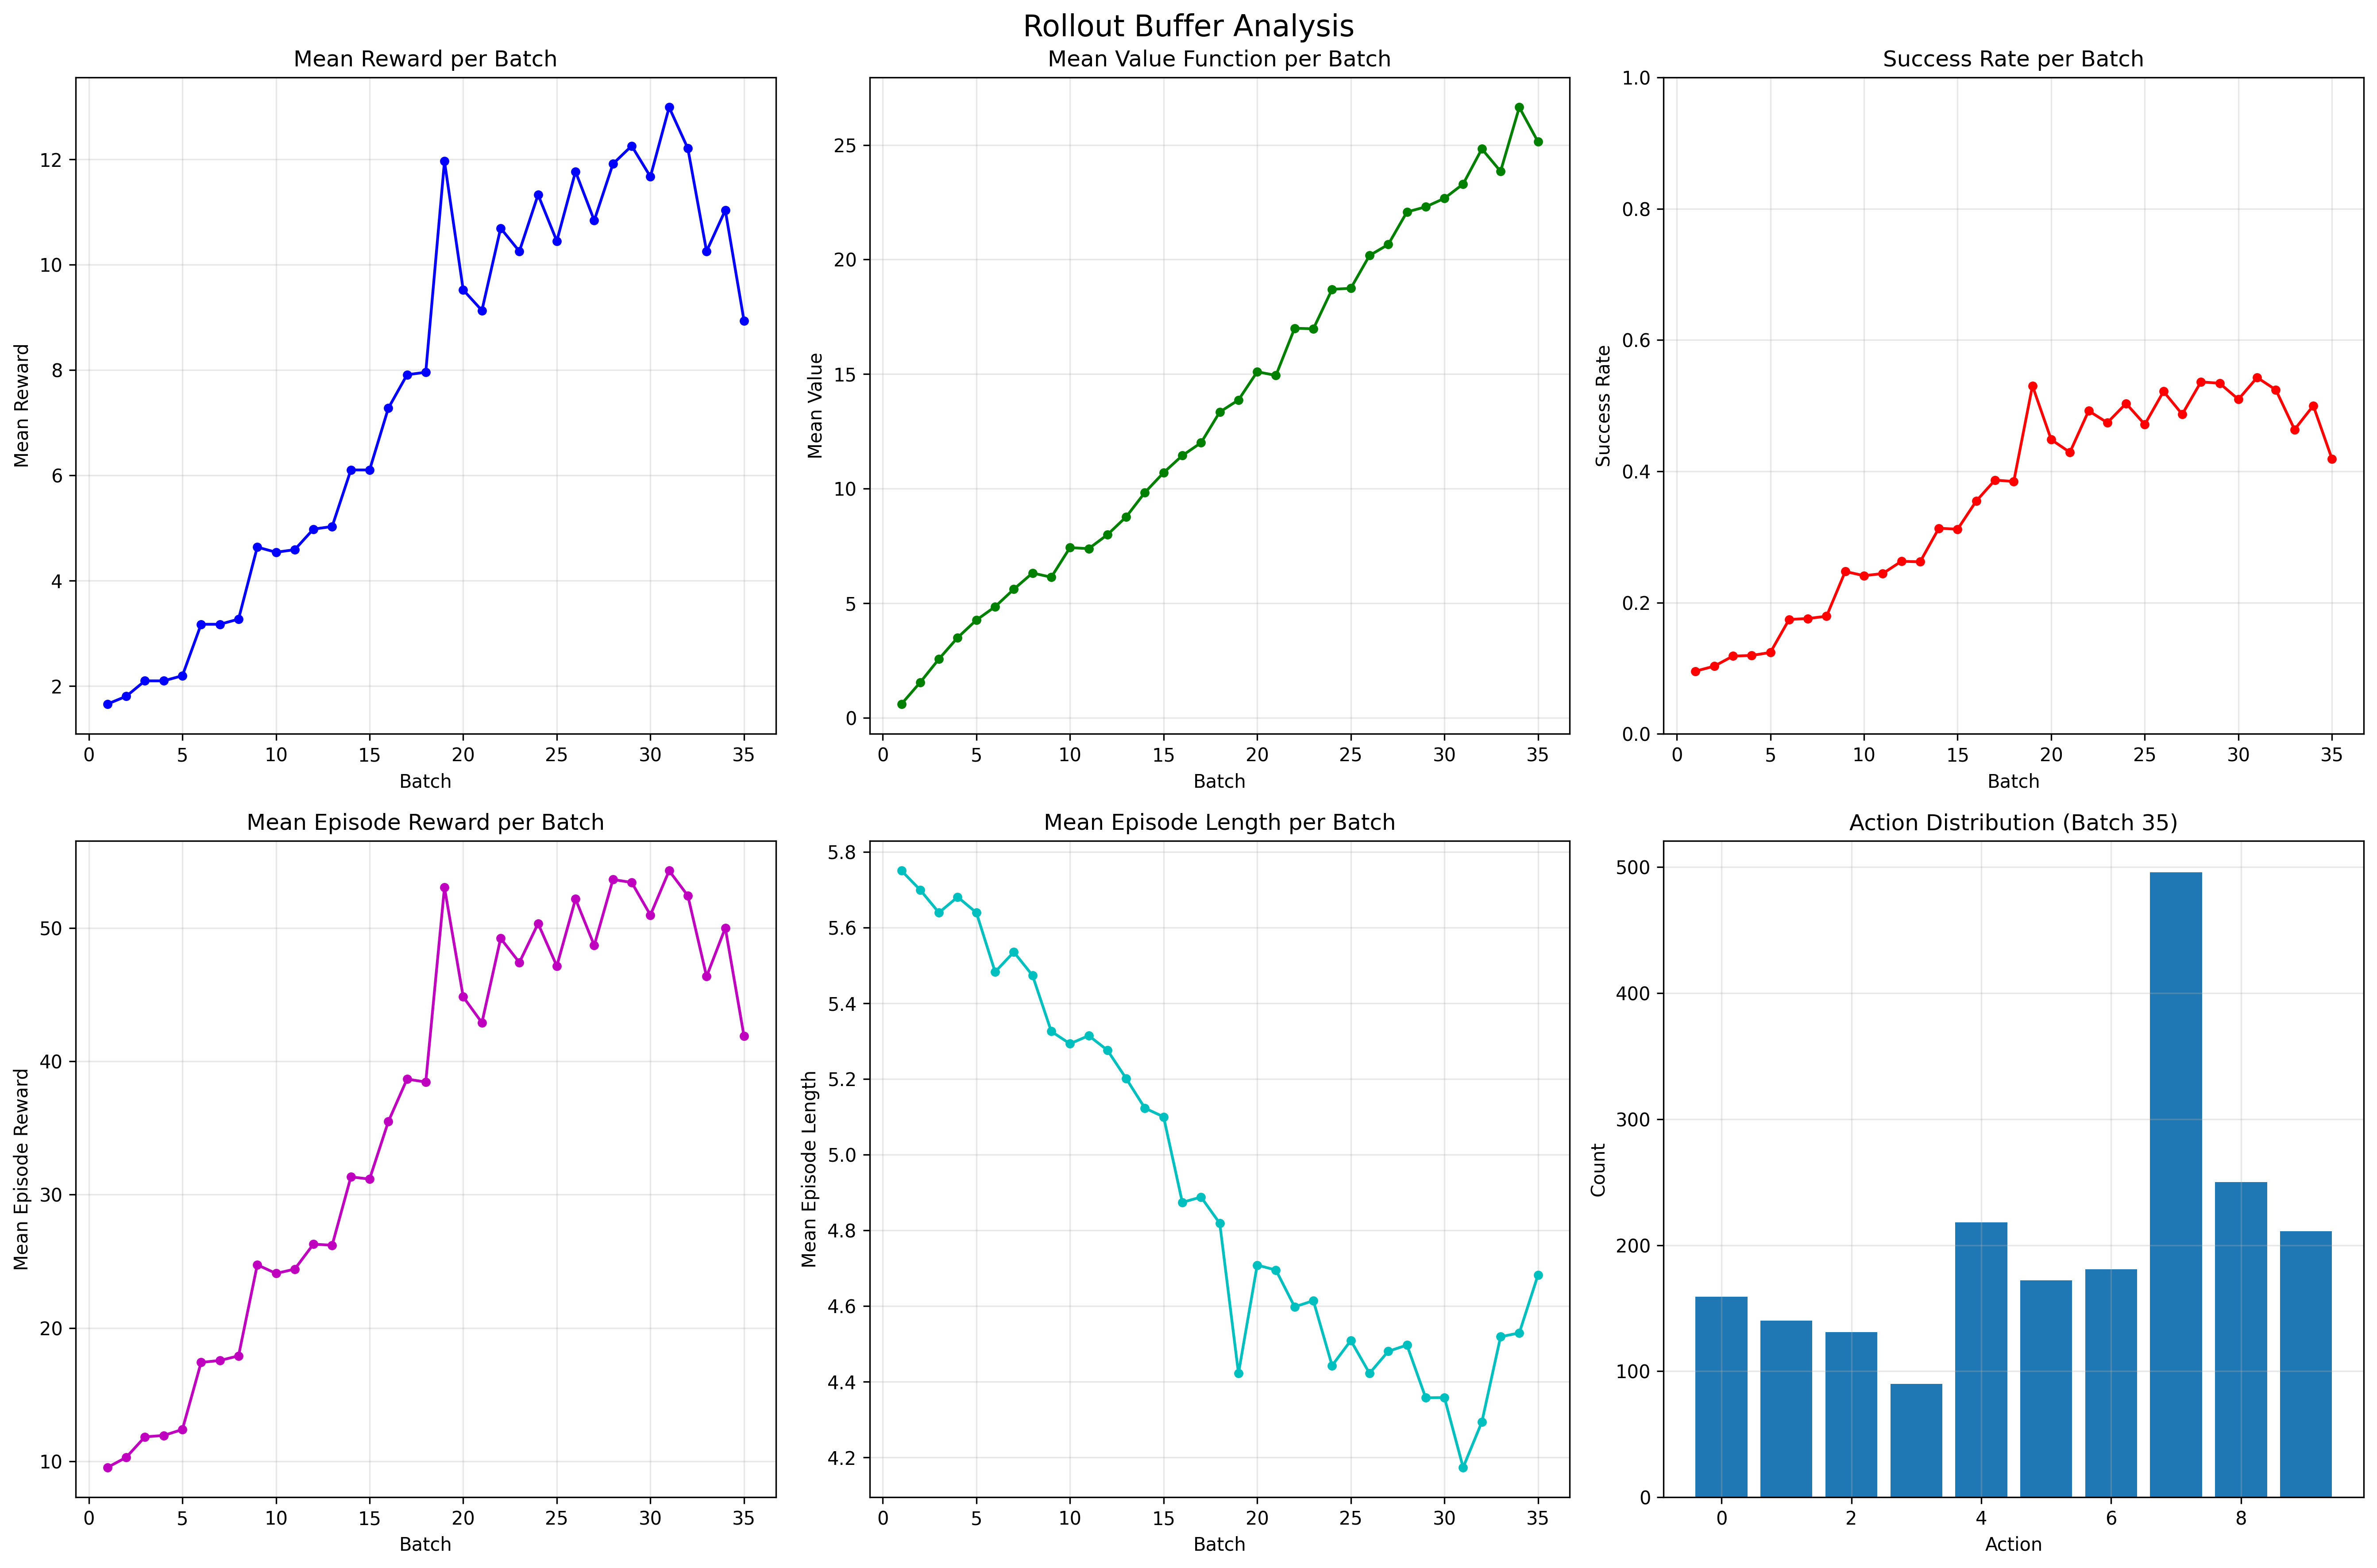 Rollout Buffer Analysis
Mean Reward per Batch
Mean Reward
12
10
8
6
4
2
0 5 10 15 20 25 30 35
Batch
Mean Value Function per Batch
Mean Value
25
20
15
10
5
0
0 5 10 15 20 25 30 35
Batch
Success Rate per Batch
Success Rate
1.0
0.8
0.6
0.4
0.2
0.0
0 5 10 15 20 25 30 35
Batch
Mean Episode Reward per Batch
Mean Episode Reward
50
40
30
20
10
0 5 10 15 20 25 30 35
Batch
Mean Episode Length per Batch
Mean Episode Length
5.8
5.6
5.4
5.2
5.0
4.8
4.6
4.4
4.2
0 5 10 15 20 25 30 35
Batch
Action Distribution (Batch 35)
Count
500
400
300
200
100
0
0 2 4 6 8
Action